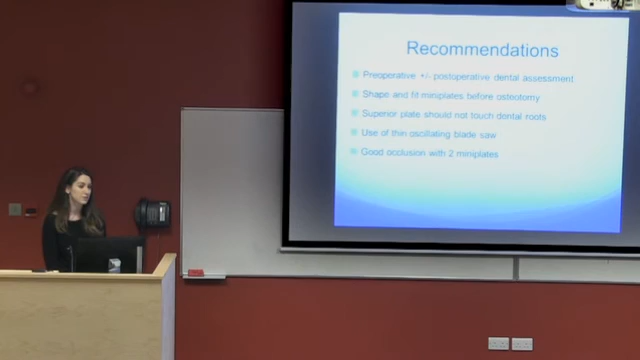 Recommendations
Preoperative +/- postoperative dental assessment
Shape and fit miniplates before osteotomy
Superior plate should not touch dental roots
Use of thin oscillating blade saw
Good occlusion with 2 miniplates